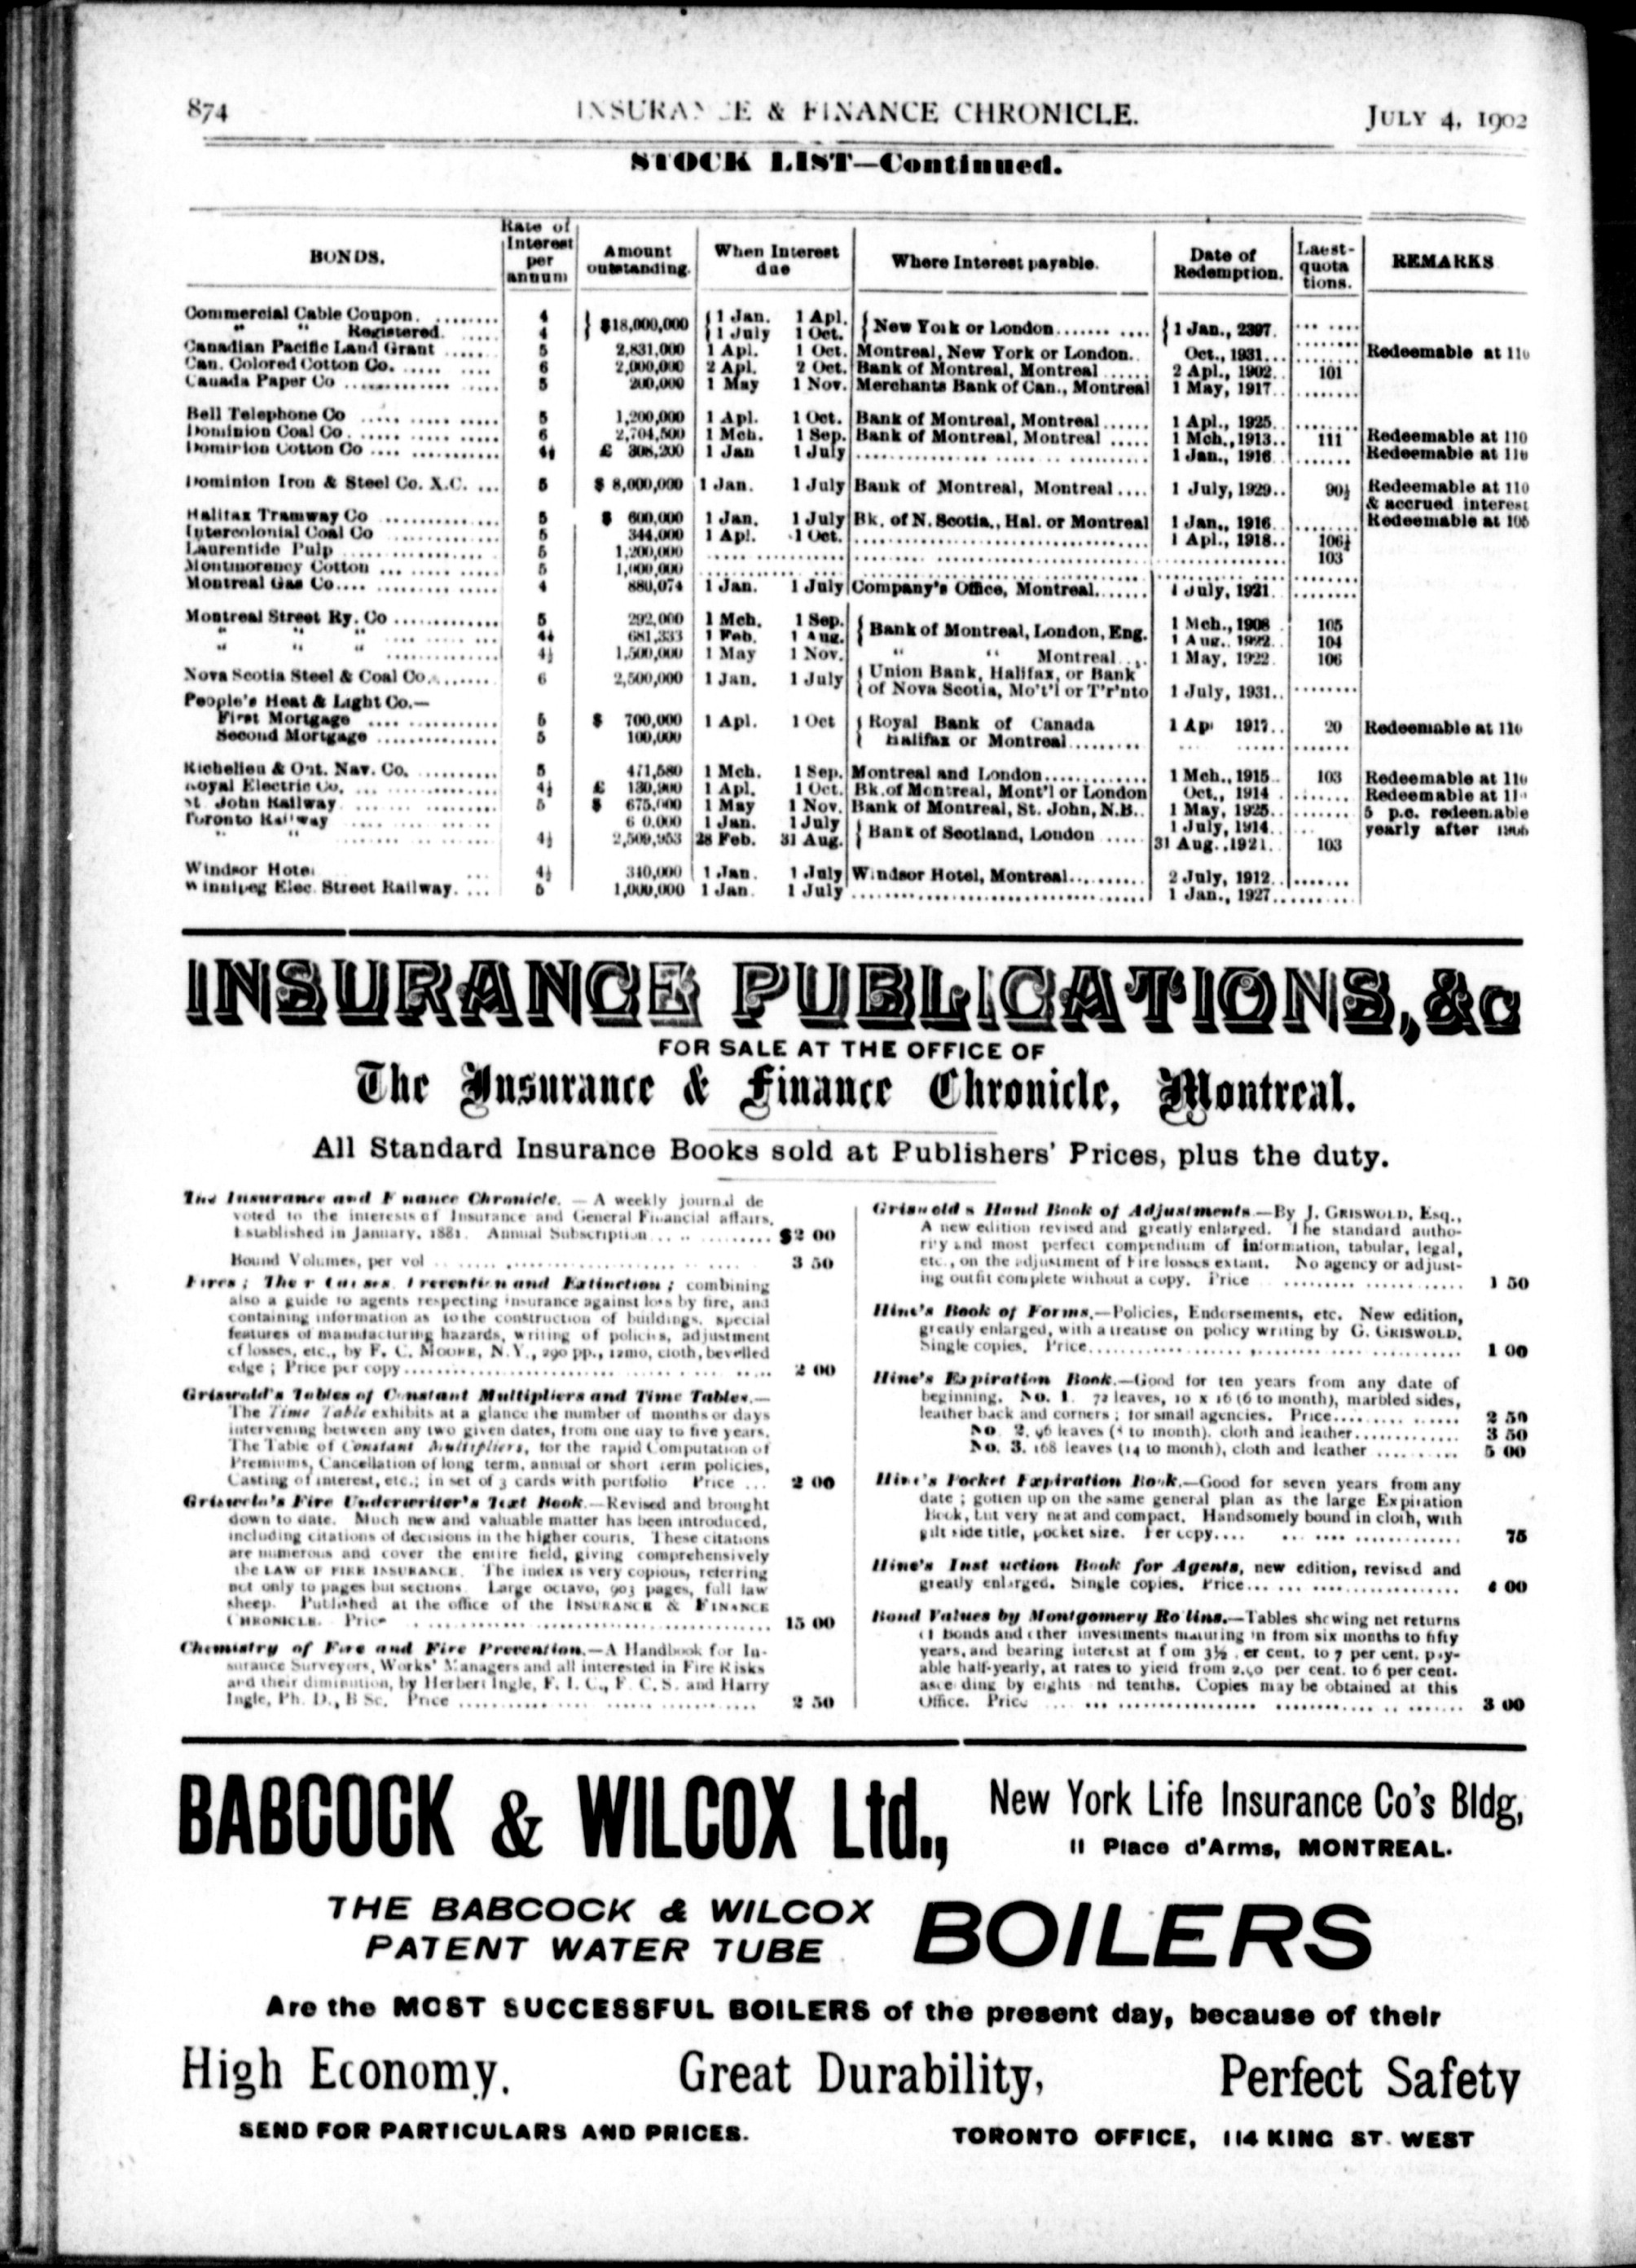 874 INSURANCE & FINANCE CHRONICLE. JULY 4, 1902
STOCK LIST—Continued.
BONDS. Rate of Interest per annum Amount outstanding. When Interest due Where Interest payable. Date of Redemption. Laest-quota tions. REMARKS
Commercial Cable Coupon. 4 $18,000,000 1 Jan. 1 Apl. New York or London 1 Jan., 2397.
" " Registered. 4 1 July 1 Oct.
Canadian Pacific Land Grant 5 2,831,000 1 Apl. 1 Oct. Montreal, New York or London.. Oct., 1931... Redeemable at 110
Can. Colored Cotton Co. 6 2,000,000 2 Apl. 2 Oct. Bank of Montreal, Montreal 2 Apl., 1902. 101
Canada Paper Co 5 200,000 1 May 1 Nov. Merchants Bank of Can., Montreal 1 May, 1917
Bell Telephone Co 5 1,200,000 1 Apl. 1 Oct. Bank of Montreal, Montreal 1 Apl., 1925
Dominion Coal Co. 6 2,704,500 1 Mch. 1 Sep. Bank of Montreal, Montreal 1 Mch., 1913.. 111 Redeemable at 110
Dominion Cotton Co 4½ £ 308,200 1 Jan 1 July 1 Jan., 1916 Redeemable at 110
Dominion Iron & Steel Co. X.C. 5 $ 8,000,000 1 Jan. 1 July Bank of Montreal, Montreal 1 July, 1929.. 90½ Redeemable at 110
& accrued interest
Halifax Tramway Co 5 $ 600,000 1 Jan. 1 July Bk. of N. Scotia., Hal. or Montreal 1 Jan., 1916 Redeemable at 105
Intercolonial Coal Co 5 344,000 1 Apl. 1 Oct. 1 Apl., 1918.. 106½
Laurentide Pulp 5 1,200,000 103
Montmorency Cotton 5 1,000,000
Montreal Gas Co 4 880,074 1 Jan. 1 July Company's Office, Montreal 1 July, 1921.
Montreal Street Ry. Co 5 292,000 1 Mch. 1 Sep. Bank of Montreal, London, Eng. 1 Mch., 1908 105
" " " 4½ 681,333 1 Feb. 1 Aug. 1 Aug. 1922 104
" " " 4½ 1,500,000 1 May 1 Nov. " " Montreal 1 May, 1922 106
Nova Scotia Steel & Coal Co. 6 2,500,000 1 Jan. 1 July Union Bank, Halifax, or Bank
of Nova Scotia, Mo't'l or T'r'nto 1 July, 1931..
People's Heat & Light Co.—
First Mortgage 5 $ 700,000 1 Apl. 1 Oct Royal Bank of Canada 1 Ap 1917.. 20 Redeemable at 110
Second Mortgage 5 100,000 Halifax or Montreal
Richelieu & Ont. Nav. Co. 5 471,580 1 Mch. 1 Sep. Montreal and London 1 Mch., 1915 103 Redeemable at 110
Royal Electric Co. 4½ £ 130,900 1 Apl. 1 Oct. Bk. of Montreal, Mont'l or London Oct., 1914 Redeemable at
St. John Railway 5 $ 675,000 1 May 1 Nov. Bank of Montreal, St. John, N.B.. 1 May, 1925 5 p.c. redeemable
Toronto Railway 1 Jan. 1 July Bank of Scotland, London 1 July, 1914 yearly after 1905
" " 4½ 2,509,953 28 Feb. 31 Aug. 31 Aug., 1921. 103
Windsor Hotel 4½ 340,000 1 Jan. 1 July Windsor Hotel, Montreal 2 July, 1912
Winnipeg Elec. Street Railway. 5 1,000,000 1 Jan. 1 July 1 Jan., 1927
INSURANCE PUBLICATIONS, &c
FOR SALE AT THE OFFICE OF
The Insurance & Finance Chronicle, Montreal.
All Standard Insurance Books sold at Publishers' Prices, plus the duty.
The Insurance and Finance Chronicle.—A weekly journal de
voted to the interests of Insurance and General Financial affairs.
Established in January, 1881. Annual Subscription $2 00
Bound Volumes, per vol 3 50
Fires; Their Causes, Prevention and Extinction; combining
also a guide to agents respecting insurance against loss by fire, and
containing information as to the construction of buildings, special
features of manufacturing hazards, writing of policies, adjustment
of losses, etc., by F. C. MOORE, N.Y., 290 pp., 12mo, cloth, bevelled
edge; Price per copy 2 00
Griswold's Tables of Constant Multipliers and Time Tables.—
The Time Table exhibits at a glance the number of months or days
intervening between any two given dates, from one day to five years.
The Table of Constant Multipliers, for the rapid Computation of
Premiums, Cancellation of long term, annual or short term policies,
Casting of interest, etc.; in set of 3 cards with portfolio Price 2 00
Griswold's Fire Underwriter's Text Book.—Revised and brought
down to date. Much new and valuable matter has been introduced,
including citations of decisions in the higher courts. These citations
are numerous and cover the entire field, giving comprehensively
the LAW OF FIRE INSURANCE. The index is very copious, referring
not only to pages but sections. Large octavo, 903 pages, full law
sheep. Published at the office of the INSURANCE & FINANCE
CHRONICLE. Price 15 00
Chemistry of Fire and Fire Prevention.—A Handbook for In-
surance Surveyors, Works' Managers and all interested in Fire Risks
and their diminution, by Herbert Ingle, F. I. C., F. C. S. and Harry
Ingle, Ph. D., B Sc. Price 2 50
Griswold's Hand Book of Adjustments.—By J. GRISWOLD, Esq.,
A new edition revised and greatly enlarged. The standard autho-
rity and most perfect compendium of information, tabular, legal,
etc., on the adjustment of Fire losses extant. No agency or adjust-
ing outfit complete without a copy. Price 1 50
Hine's Book of Forms.—Policies, Endorsements, etc. New edition,
greatly enlarged, with a treatise on policy writing by G. GRISWOLD.
Single copies. Price 1 00
Hine's Expiration Book.—Good for ten years from any date of
beginning. No. 1. 72 leaves, 10 x 16 (6 to month), marbled sides,
leather back and corners; for small agencies. Price 2 50
No. 2. 96 leaves (8 to month), cloth and leather 3 50
No. 3. 168 leaves (14 to month), cloth and leather 5 00
Hine's Pocket Expiration Book.—Good for seven years from any
date; gotten up on the same general plan as the large Expiration
Book, but very neat and compact. Handsomely bound in cloth, with
gilt side title, pocket size. Per copy 75
Hine's Instruction Book for Agents, new edition, revised and
greatly enlarged. Single copies. Price 00
Bond Values by Montgomery Rollins.—Tables showing net returns
of bonds and other investments maturing in from six months to fifty
years, and bearing interest at from 3½ per cent. to 7 per cent. pay-
able half-yearly, at rates to yield from 2.40 per cent. to 6 per cent.
ascending by eights and tenths. Copies may be obtained at this
Office. Price 3 00
BABCOCK & WILCOX Ltd., New York Life Insurance Co's Bldg,
11 Place d'Arms, MONTREAL.
THE BABCOCK & WILCOX
PATENT WATER TUBE BOILERS
Are the MOST SUCCESSFUL BOILERS of the present day, because of their
High Economy. Great Durability, Perfect Safety
SEND FOR PARTICULARS AND PRICES. TORONTO OFFICE, 114 KING ST. WEST